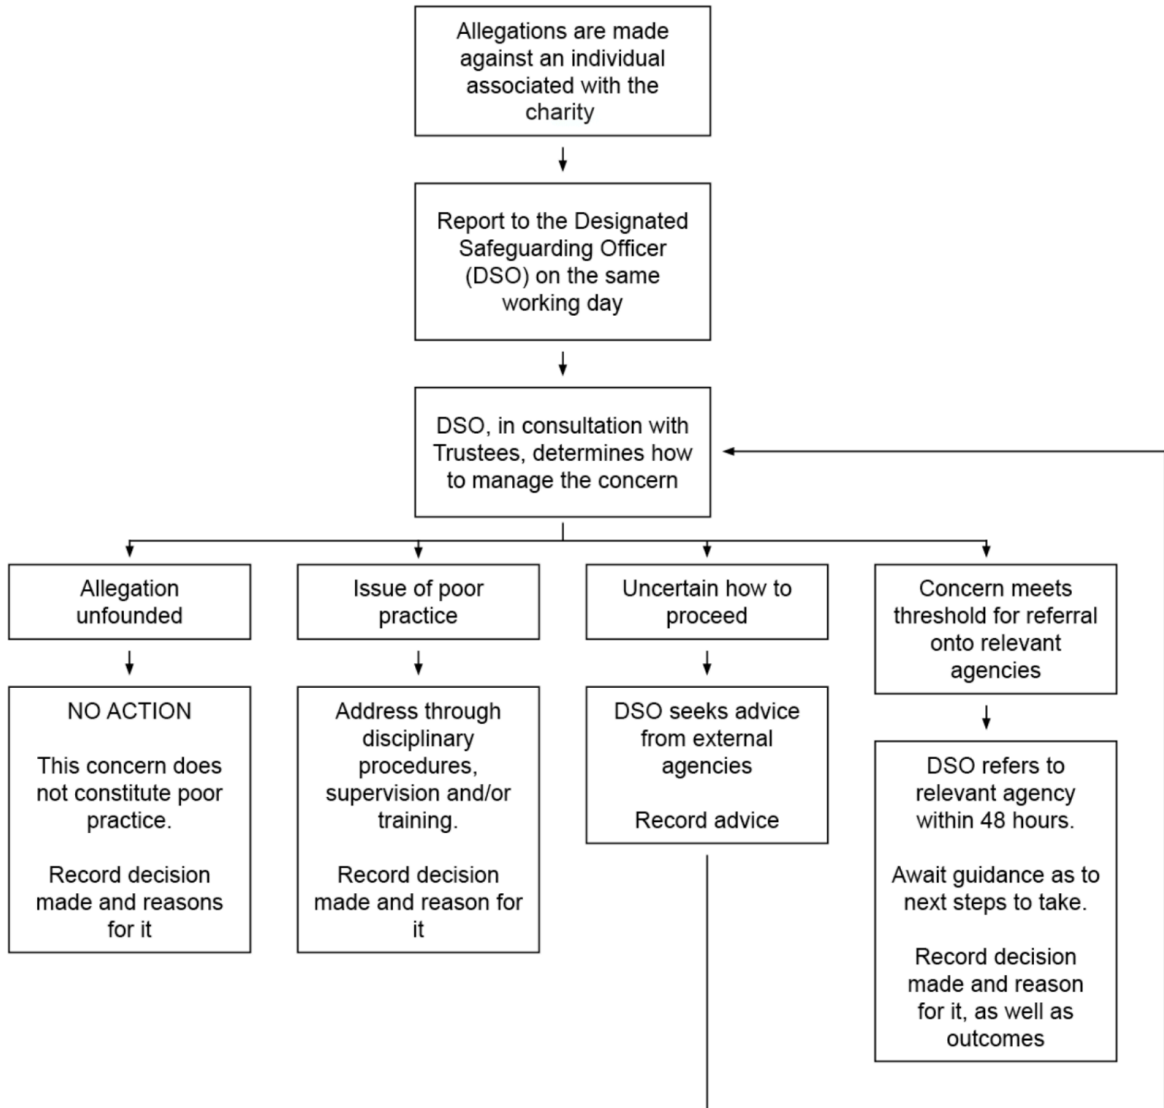 Allegations are made
against an individual
associated with the
charity
Report to the Designated
Safeguarding Officer
(DSO) on the same
working day
DSO, in consultation with
Trustees, determines how
to manage the concern
Allegation
unfounded
NO ACTION
This concern does
not constitute poor
practice.
Record decision
made and reasons
for it
Issue of poor
practice
Address through
disciplinary
procedures,
supervision and/or
training.
Record decision
made and reason for
it
Uncertain how to
proceed
DSO seeks advice
from external
agencies
Record advice
Concern meets
threshold for referral
onto relevant
agencies
DSO refers to
relevant agency
within 48 hours.
Await guidance as to
next steps to take.
Record decision
made and reason
for it, as well as
outcomes